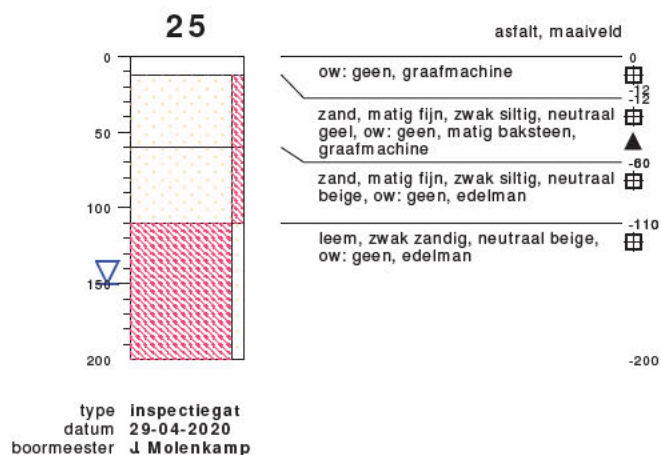 25
asfalt, maaiveld
0
50
100
150
200
0
ow: geen, graafmachine
-12
-12
zand, matig fijn, zwak siltig, neutraal
geel, ow: geen, matig baksteen,
graafmachine
-60
zand, matig fijn, zwak siltig, neutraal
beige, ow: geen, edelman
-110
leem, zwak zandig, neutraal beige,
ow: geen, edelman
-200
type inspectiegat
datum 29-04-2020
boormeester J. Molenkamp